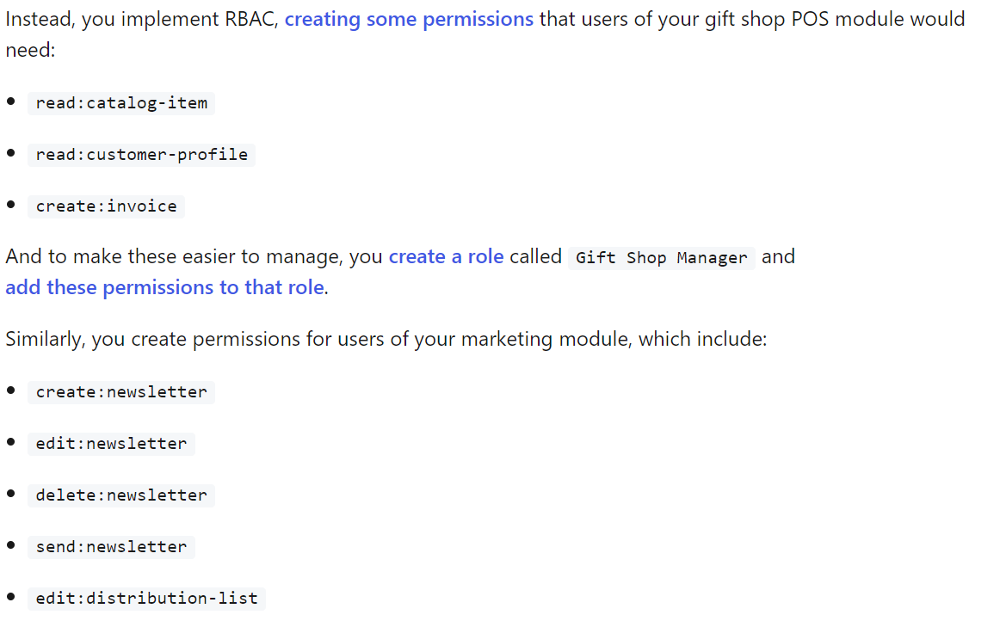 Instead, you implement RBAC, creating some permissions that users of your gift shop POS module would
need:
• read:catalog-item
• read:customer-profile
• create:invoice
And to make these easier to manage, you create a role called Gift Shop Manager and
add these permissions to that role.
Similarly, you create permissions for users of your marketing module, which include:
• create:newsletter
• edit:newsletter
• delete:newsletter
• send:newsletter
• edit:distribution-list